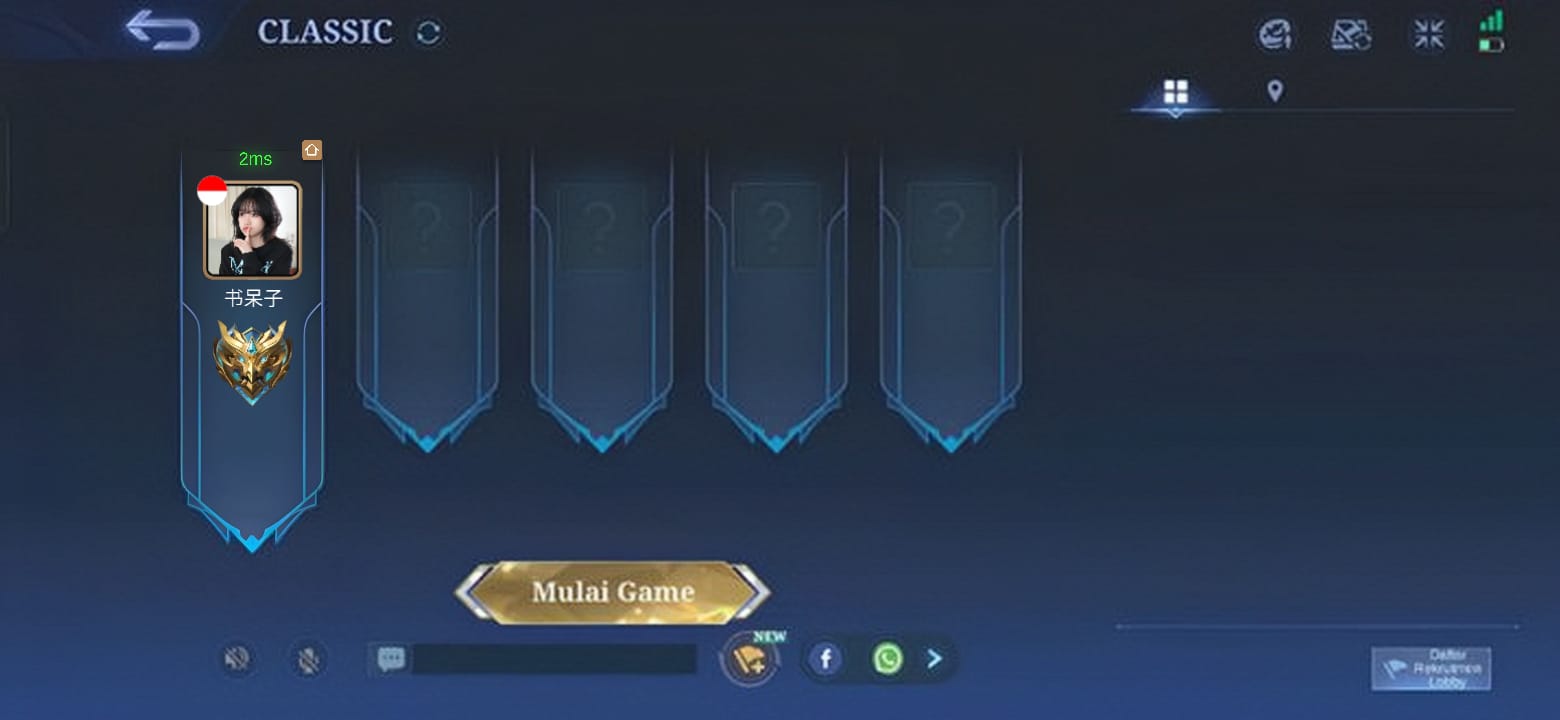 CLASSIC
2ms
书呆子
?
?
?
?
Mulai Game
NEW
f
Daftar
Rekrutmen
Lobby